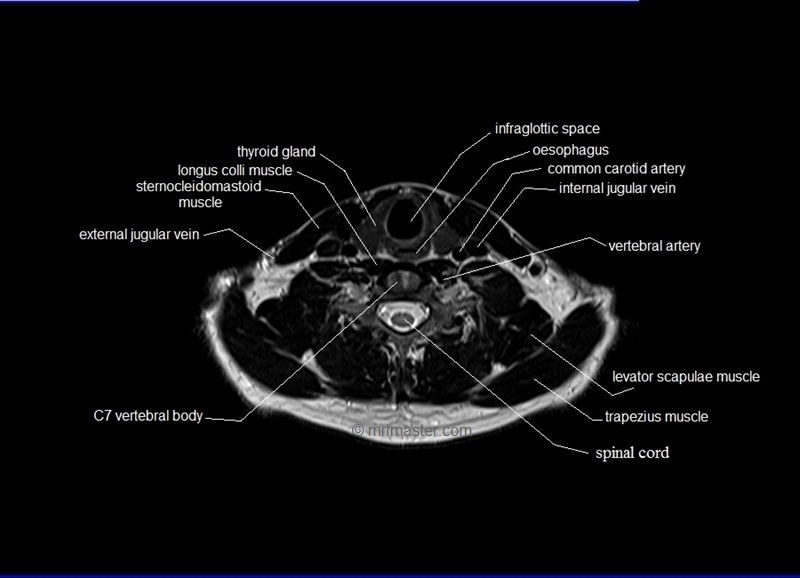 infraglottic space
thyroid gland
oesophagus
longus colli muscle
common carotid artery
sternocleidomastoid
muscle
internal jugular vein
external jugular vein
vertebral artery
levator scapulae muscle
C7 vertebral body
trapezius muscle
© mrimaster.com
spinal cord